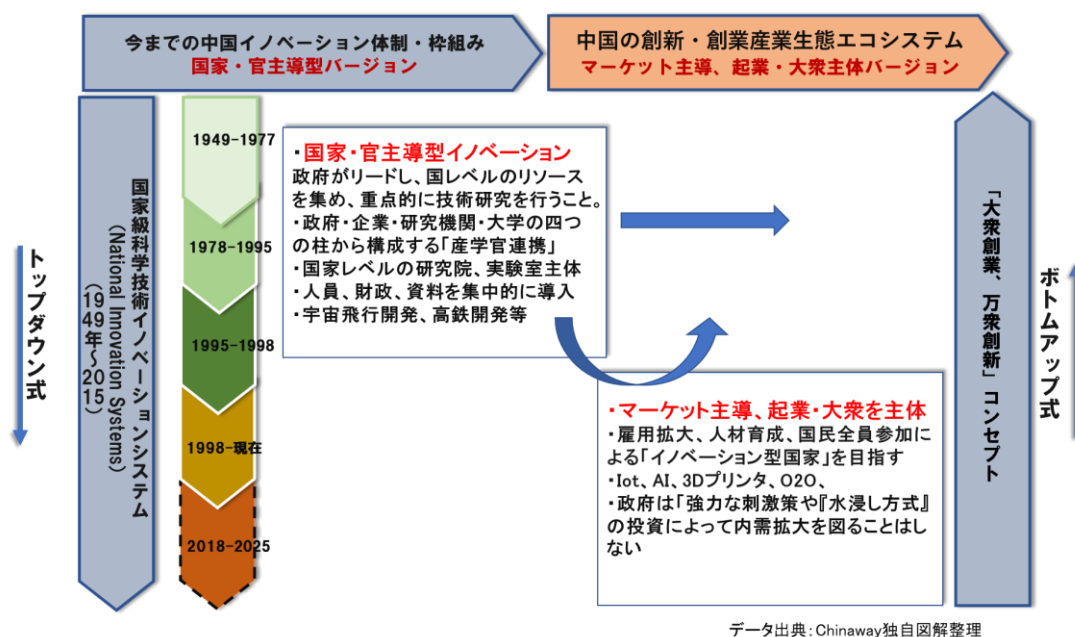 今までの中国イノベーション体制・枠組み
国家・官主導型バージョン
中国の創新・創業産業生態エコシステム
マーケット主導、起業・大衆主体バージョン
トップダウン式
国家級科学技術イノベーションシステム
(National Innovation Systems)
(1949年~2015)
1949-1977
1978-1995
1995-1998
1998-現在
2018-2025
・国家・官主導型イノベーション
政府がリードし、国レベルのリソース
を集め、重点的に技術研究を行うこと。
・政府・企業・研究機関・大学の四つ
の柱から構成する「産学官連携」
・国家レベルの研究院、実験室主体
・人員、財政、資料を集中的に導入
・宇宙飛行開発、高鉄開発等
・マーケット主導、起業・大衆を主体
・雇用拡大、人材育成、国民全員参加に
よる「イノベーション型国家」を目指す
・Iot、AI、3Dプリンタ、O2O、
・政府は「強力な刺激策や『水浸し方式』
の投資によって内需拡大を図ることはし
ない
「大衆創業、万衆創新」コンセプト
ボトムアップ式
データ出典：Chinaway独自図解整理